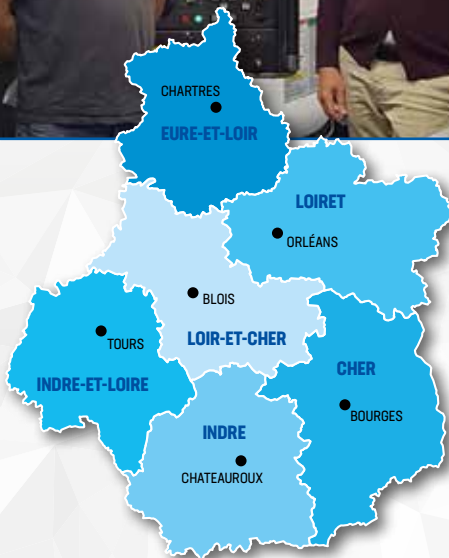 CHARTRES
EURE-ET-LOIR
LOIRET
ORLÉANS
BLOIS
LOIR-ET-CHER
TOURS
INDRE-ET-LOIRE
CHER
BOURGES
INDRE
CHATEAUROUX